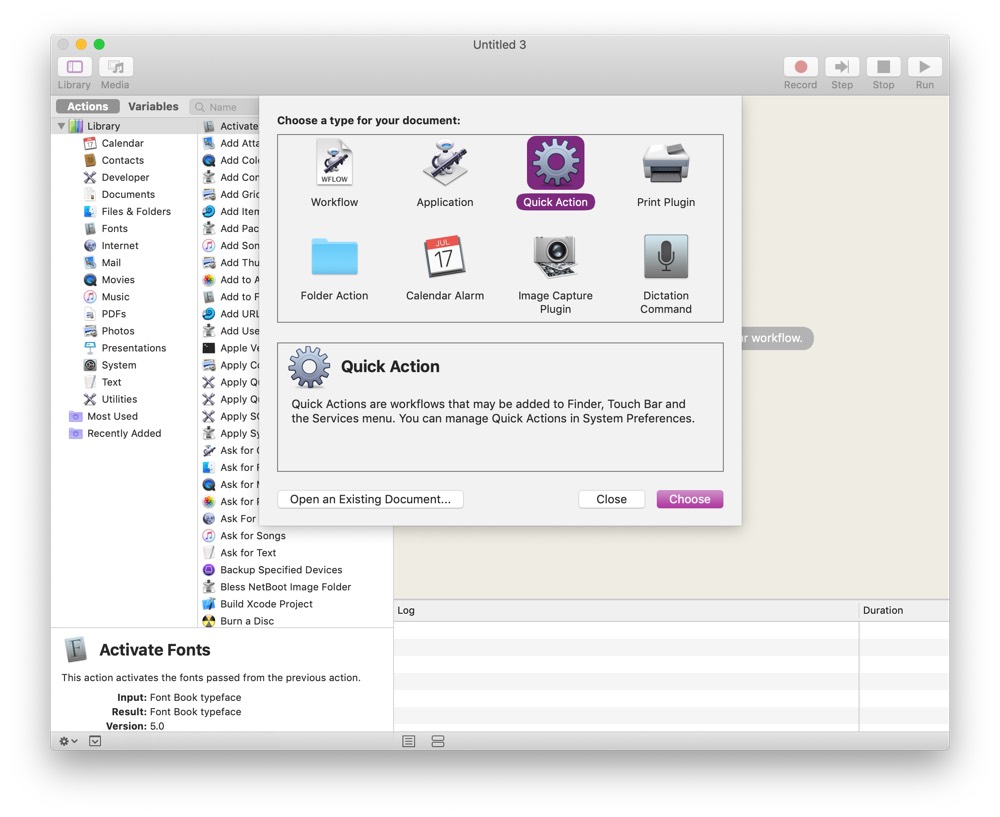 Untitled 3
Library
Media
Record
Step
Stop
Run
Actions
Variables
Name
Library
Calendar
Contacts
Developer
Documents
Files & Folders
Fonts
Internet
Mail
Movies
Music
PDFs
Photos
Presentations
System
Text
Utilities
Most Used
Recently Added
Activate
Add Atta
Add Colo
Add Con
Add Grid
Add Item
Add Pac
Add Son
Add Thu
Add to A
Add to F
Add URL
Add Use
Apple Ve
Apply Co
Apply Qu
Apply Qu
Apply SQ
Apply Sy
Ask for
Ask for F
Ask for
Ask for
Ask For
Ask for Songs
Ask for Text
Backup Specified Devices
Bless NetBoot Image Folder
Build Xcode Project
Burn a Disc
Choose a type for your document:
WFLOW
Workflow
Application
Quick Action
Print Plugin
Folder Action
JUL
17
Calendar Alarm
Image Capture
Plugin
Dictation
Command
Quick Action
Quick Actions are workflows that may be added to Finder, Touch Bar and
the Services menu. You can manage Quick Actions in System Preferences.
Open an Existing Document...
Close
Choose
r workflow.
Log
Duration
Activate Fonts
This action activates the fonts passed from the previous action.
Input: Font Book typeface
Result: Font Book typeface
Version: 5.0